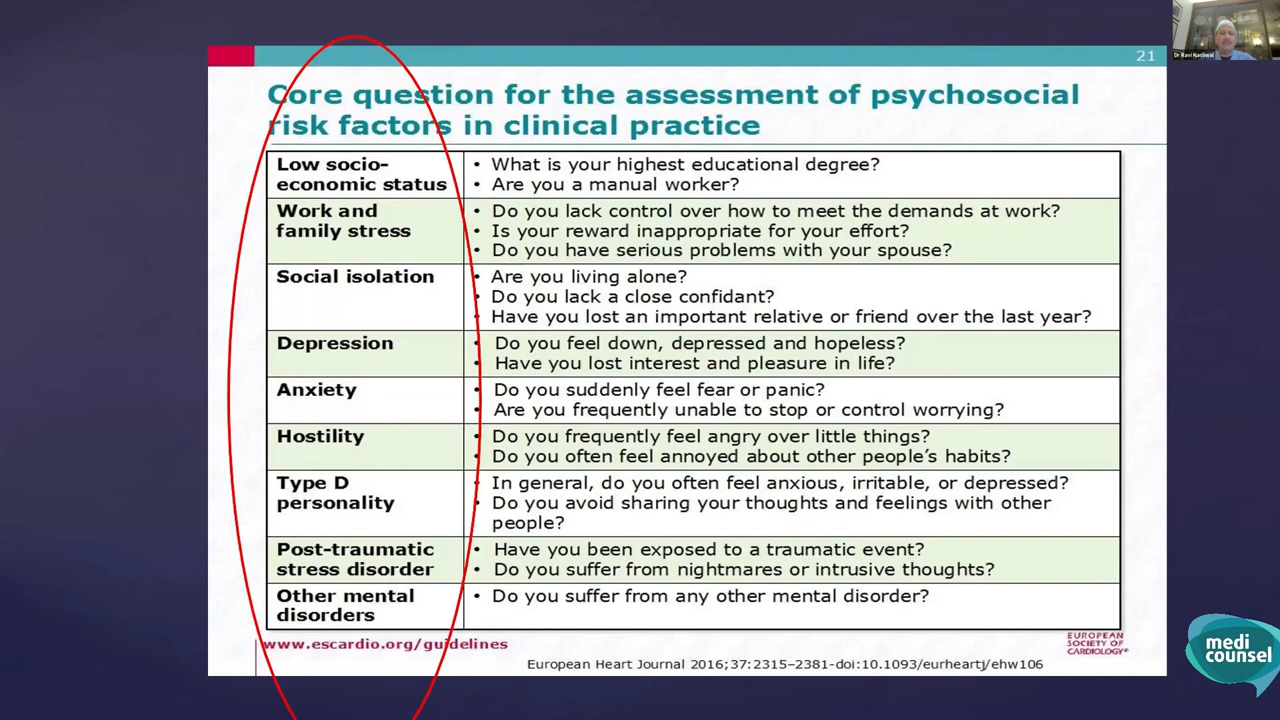 21
Dr Ravi Kasliwal
Core question for the assessment of psychosocial
risk factors in clinical practice
Low socio-
economic status
• What is your highest educational degree?
• Are you a manual worker?
Work and
family stress
• Do you lack control over how to meet the demands at work?
• Is your reward inappropriate for your effort?
• Do you have serious problems with your spouse?
Social isolation
• Are you living alone?
• Do you lack a close confidant?
• Have you lost an important relative or friend over the last year?
Depression
• Do you feel down, depressed and hopeless?
• Have you lost interest and pleasure in life?
Anxiety
• Do you suddenly feel fear or panic?
• Are you frequently unable to stop or control worrying?
Hostility
• Do you frequently feel angry over little things?
• Do you often feel annoyed about other people's habits?
Type D
personality
• In general, do you often feel anxious, irritable, or depressed?
• Do you avoid sharing your thoughts and feelings with other
people?
Post-traumatic
stress disorder
• Have you been exposed to a traumatic event?
• Do you suffer from nightmares or intrusive thoughts?
Other mental
disorders
• Do you suffer from any other mental disorder?
www.escardio.org/guidelines
EUROPEAN
SOCIETY OF
CARDIOLOGY®
European Heart Journal 2016;37:2315–2381-doi:10.1093/eurheartj/ehw106
medi
counsel